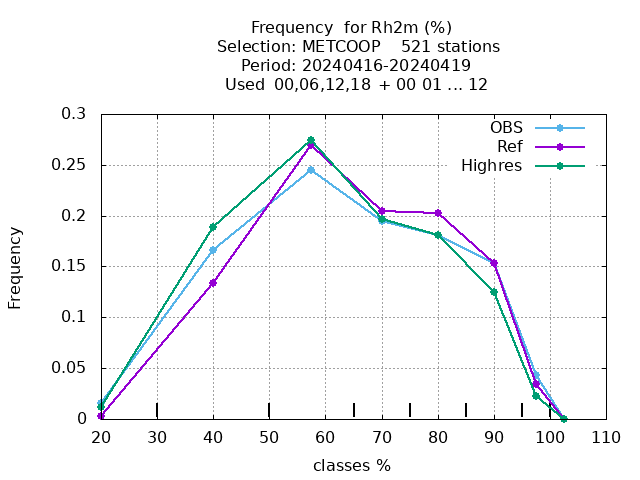 Frequency  for Rh2m (%)
Selection: METCOOP    521 stations
Period: 20240416-20240419
Used  00,06,12,18 + 00 01 ... 12
0.3
0.25
0.2
0.15
0.1
0.05
0
Frequency
OBS
Ref
Highres
20 30 40 50 60 70 80 90 100 110
classes %